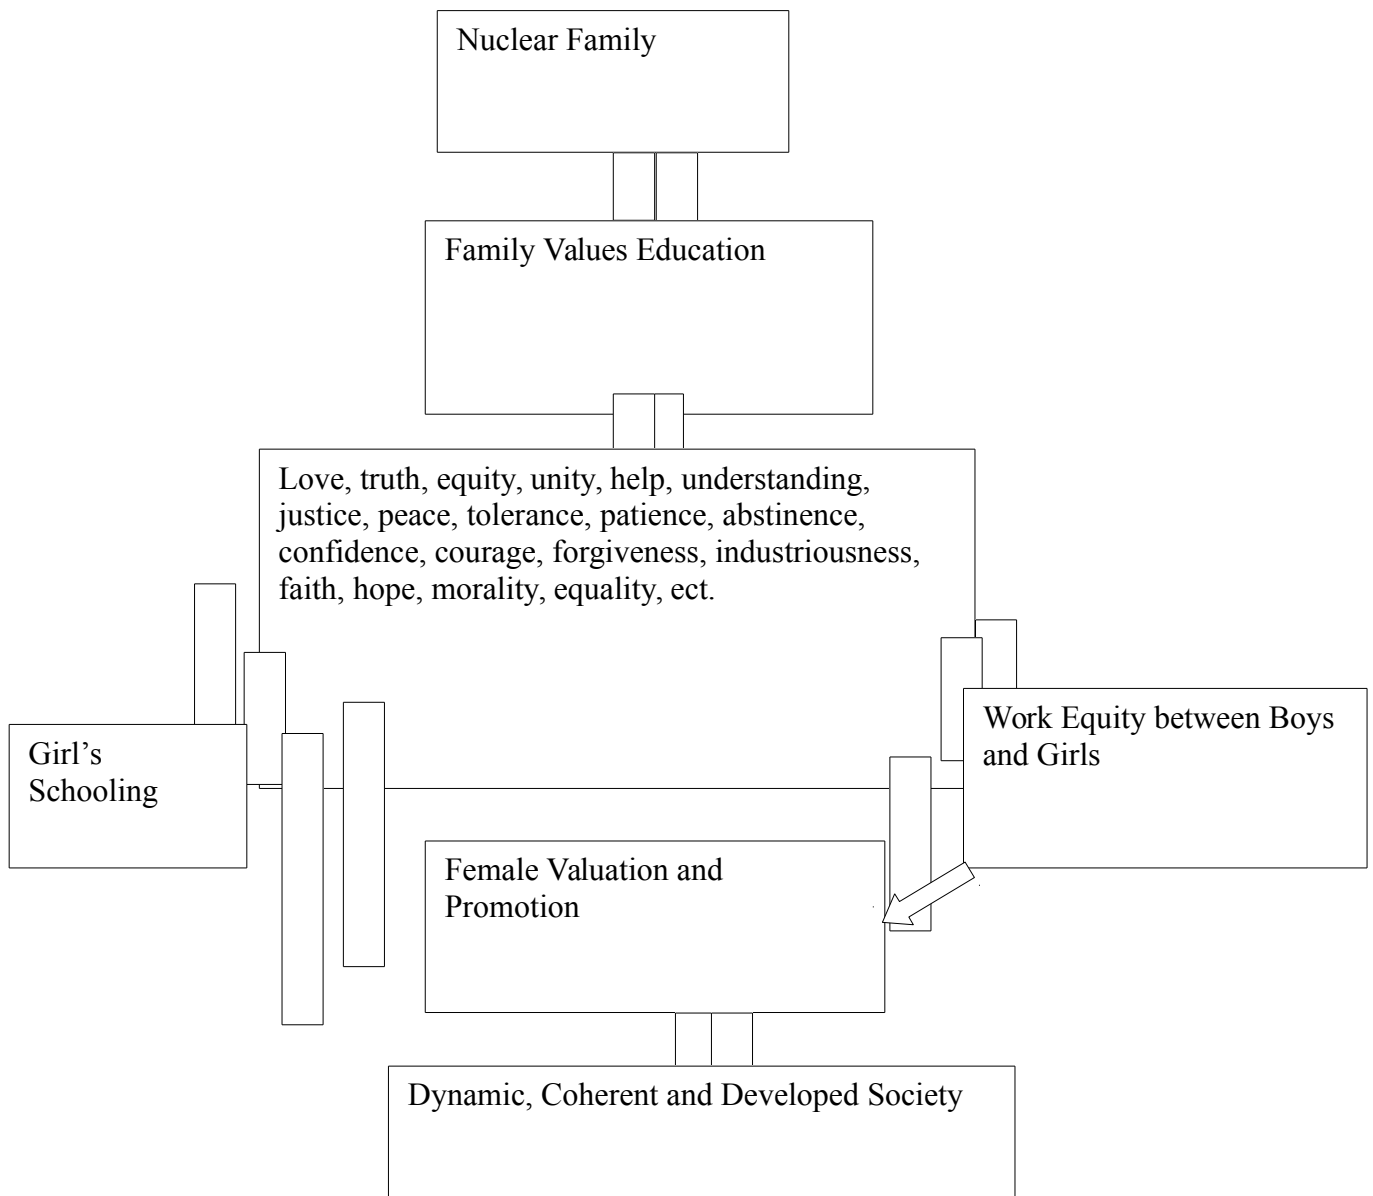 Nuclear Family
Family Values Education
Love, truth, equity, unity, help, understanding,
justice, peace, tolerance, patience, abstinence,
confidence, courage, forgiveness, industriousness,
faith, hope, morality, equality, ect.
Girl’s
Schooling
Work Equity between Boys
and Girls
Female Valuation and
Promotion
Dynamic, Coherent and Developed Society